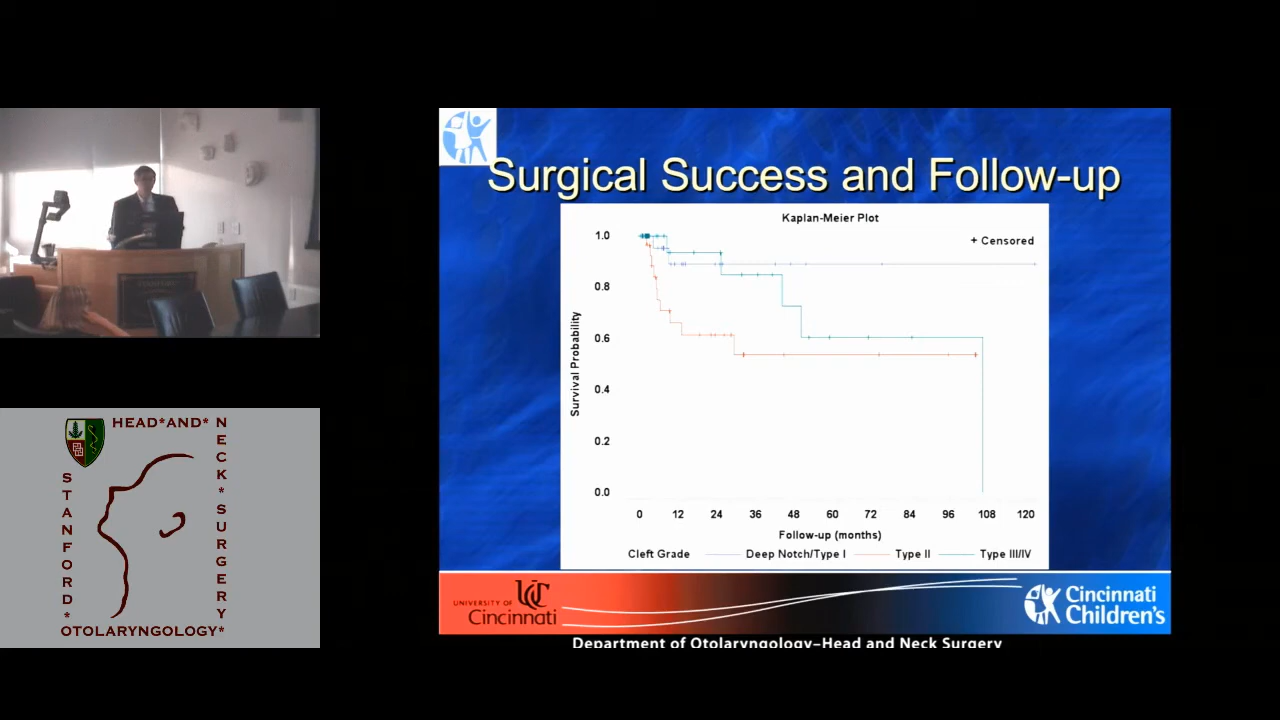 Surgical Success and Follow-up
Kaplan-Meier Plot
+ Censored
1.0
0.8
0.6
0.4
0.2
0.0
Survival Probability
0 12 24 36 48 60 72 84 96 108 120
Follow-up (months)
Cleft Grade Deep Notch/Type I Type II Type III/IV
UNIVERSITY OF
UC
Cincinnati
Cincinnati
Children's
Department of Otolaryngology–Head and Neck Surgery
HEAD*AND*
NECK*SURGERY*
STANFORD*
OTOLARYNGOLOGY*